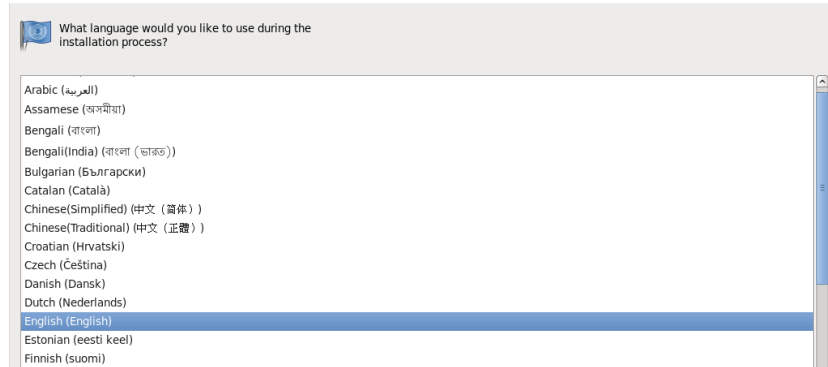 What language would you like to use during the
installation process?
Arabic (العربية)
Assamese (অসমীয়া)
Bengali (বাংলা)
Bengali(India) (বাংলা (ভারত))
Bulgarian (Български)
Catalan (Català)
Chinese(Simplified) (中文（简体）)
Chinese(Traditional) (中文（正體）)
Croatian (Hrvatski)
Czech (Čeština)
Danish (Dansk)
Dutch (Nederlands)
English (English)
Estonian (eesti keel)
Finnish (suomi)